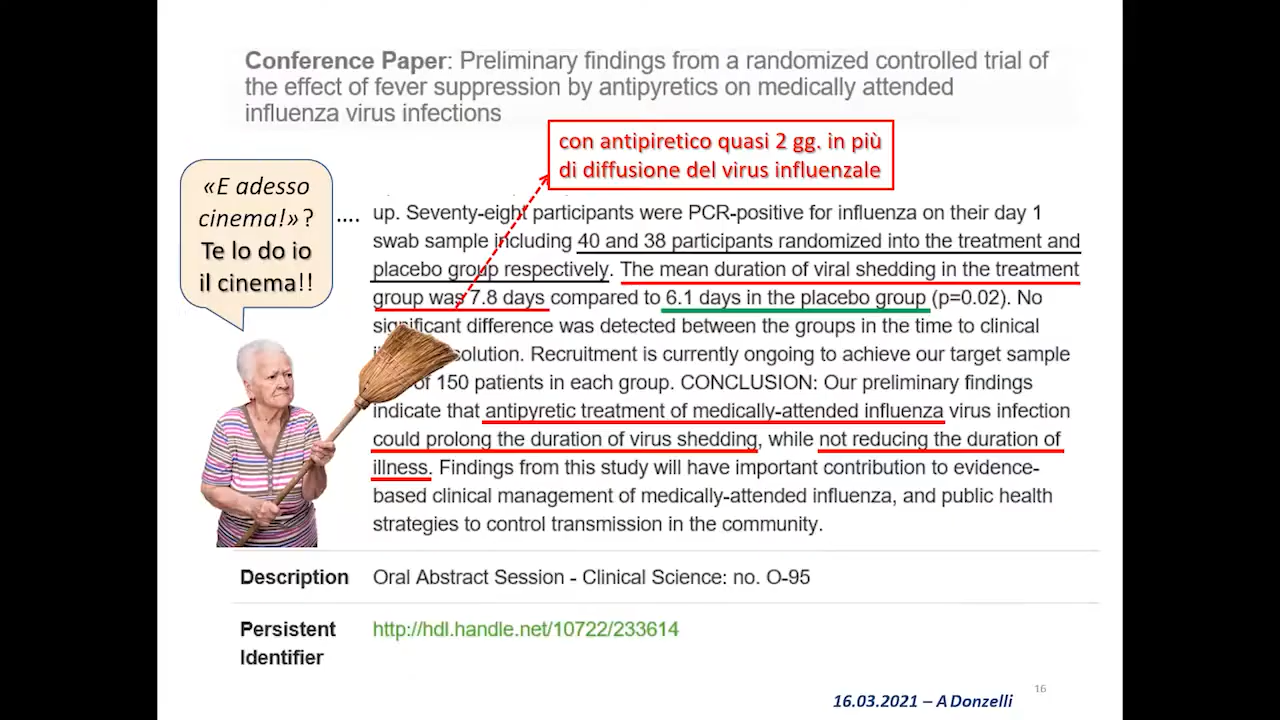 Conference Paper: Preliminary findings from a randomized controlled trial of
the effect of fever suppression by antipyretics on medically attended
influenza virus infections
con antipiretico quasi 2 gg. in più
di diffusione del virus influenzale
«E adesso
cinema!»?
Te lo do io
il cinema!!
.... up. Seventy-eight participants were PCR-positive for influenza on their day 1
swab sample including 40 and 38 participants randomized into the treatment and
placebo group respectively. The mean duration of viral shedding in the treatment
group was 7.8 days compared to 6.1 days in the placebo group (p=0.02). No
significant difference was detected between the groups in the time to clinical
solution. Recruitment is currently ongoing to achieve our target sample
of 150 patients in each group. CONCLUSION: Our preliminary findings
indicate that antipyretic treatment of medically-attended influenza virus infection
could prolong the duration of virus shedding, while not reducing the duration of
illness. Findings from this study will have important contribution to evidence-
based clinical management of medically-attended influenza, and public health
strategies to control transmission in the community.
Description Oral Abstract Session - Clinical Science: no. O-95
Persistent http://hdl.handle.net/10722/233614
Identifier
16
16.03.2021 – A Donzelli